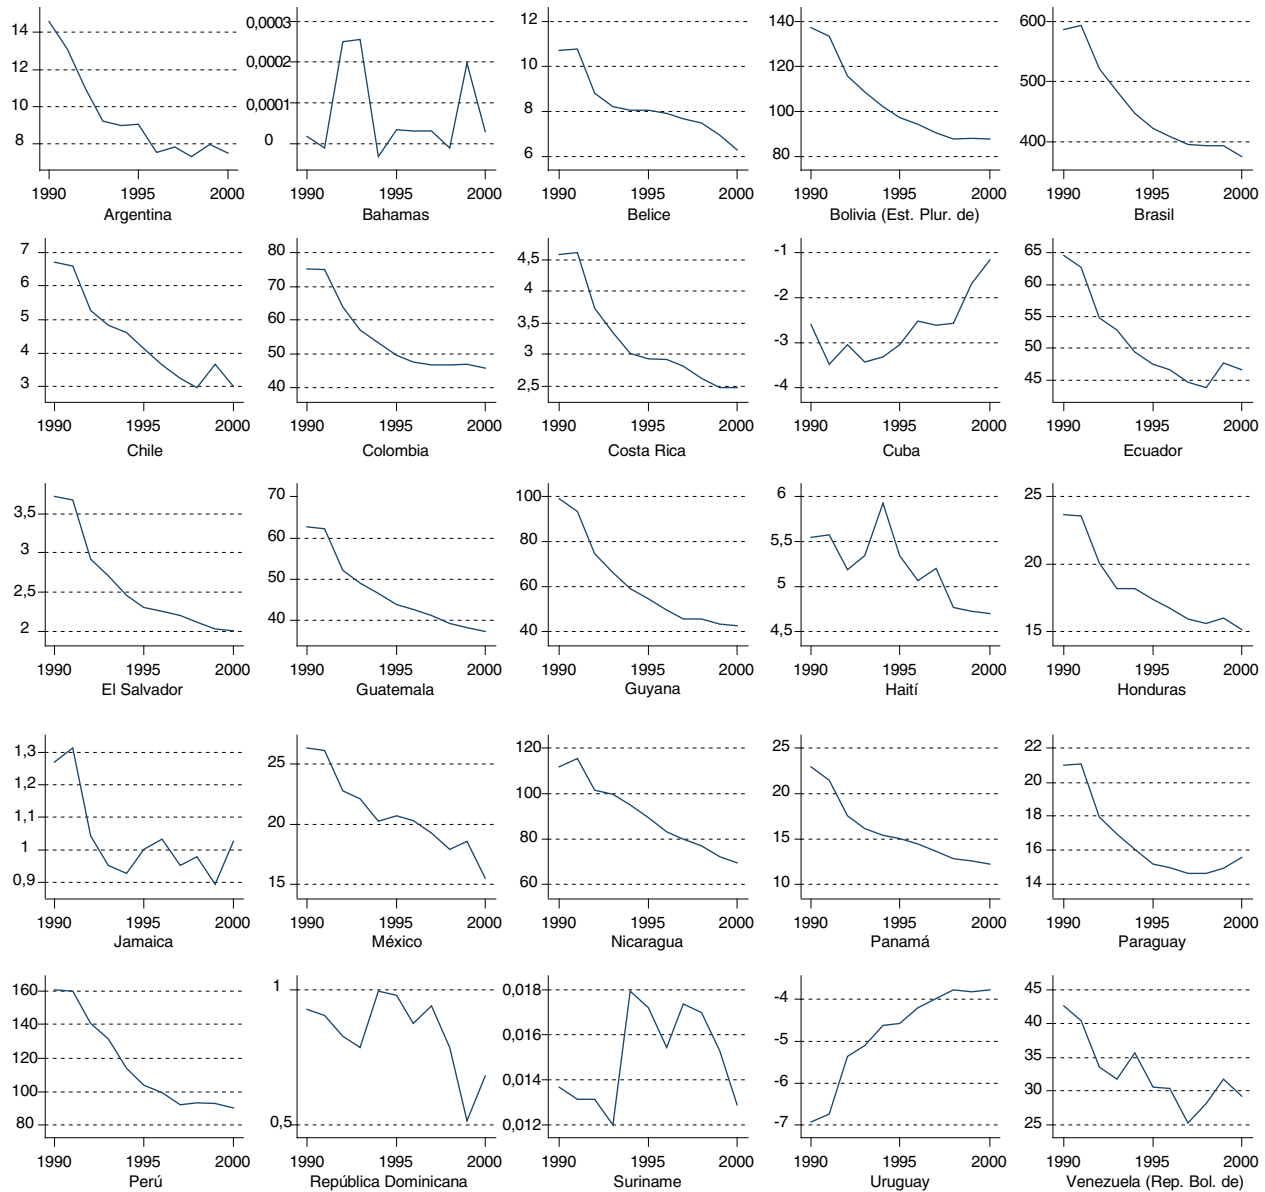 14
12
10
8
1990 1995 2000
Argentina
0,0003
0,0002
0,0001
0
1990 1995 2000
Bahamas
12
10
8
6
1990 1995 2000
Belice
140
120
100
80
1990 1995 2000
Bolivia (Est. Plur. de)
600
500
400
1990 1995 2000
Brasil
7
6
5
4
3
1990 1995 2000
Chile
80
70
60
50
40
1990 1995 2000
Colombia
4,5
4
3,5
3
2,5
1990 1995 2000
Costa Rica
-1
-2
-3
-4
1990 1995 2000
Cuba
65
60
55
50
45
1990 1995 2000
Ecuador
3,5
3
2,5
2
1990 1995 2000
El Salvador
70
60
50
40
1990 1995 2000
Guatemala
100
80
60
40
1990 1995 2000
Guyana
6
5,5
5
4,5
1990 1995 2000
Haití
25
20
15
1990 1995 2000
Honduras
1,3
1,2
1,1
1
0,9
1990 1995 2000
Jamaica
25
20
15
1990 1995 2000
México
120
100
80
60
1990 1995 2000
Nicaragua
25
20
15
10
1990 1995 2000
Panamá
22
20
18
16
14
1990 1995 2000
Paraguay
160
140
120
100
80
1990 1995 2000
Perú
1
0,5
1990 1995 2000
República Dominicana
0,018
0,016
0,014
0,012
1990 1995 2000
Suriname
-4
-5
-6
-7
1990 1995 2000
Uruguay
45
40
35
30
25
1990 1995 2000
Venezuela (Rep. Bol. de)